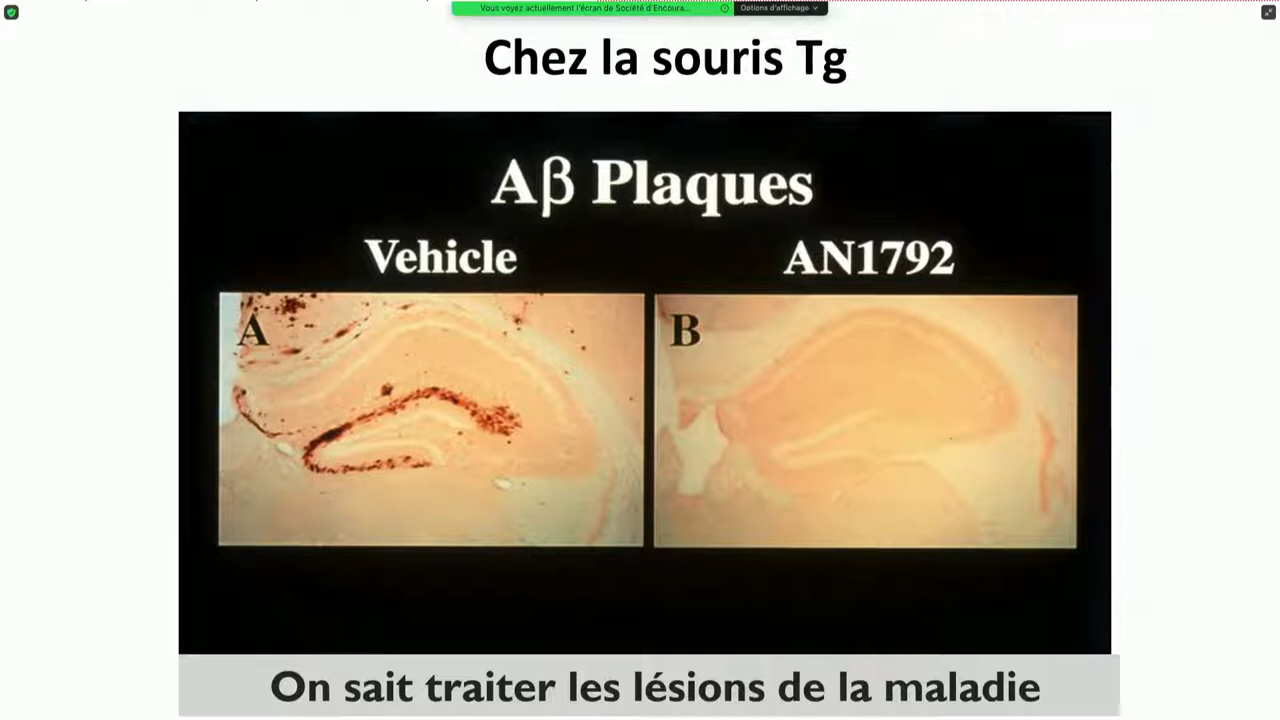 Vous voyez actuellement l'écran de Société d'Encoura...
Options d'affichage
Chez la souris Tg
Aβ Plaques
Vehicle
AN1792
A
B
On sait traiter les lésions de la maladie